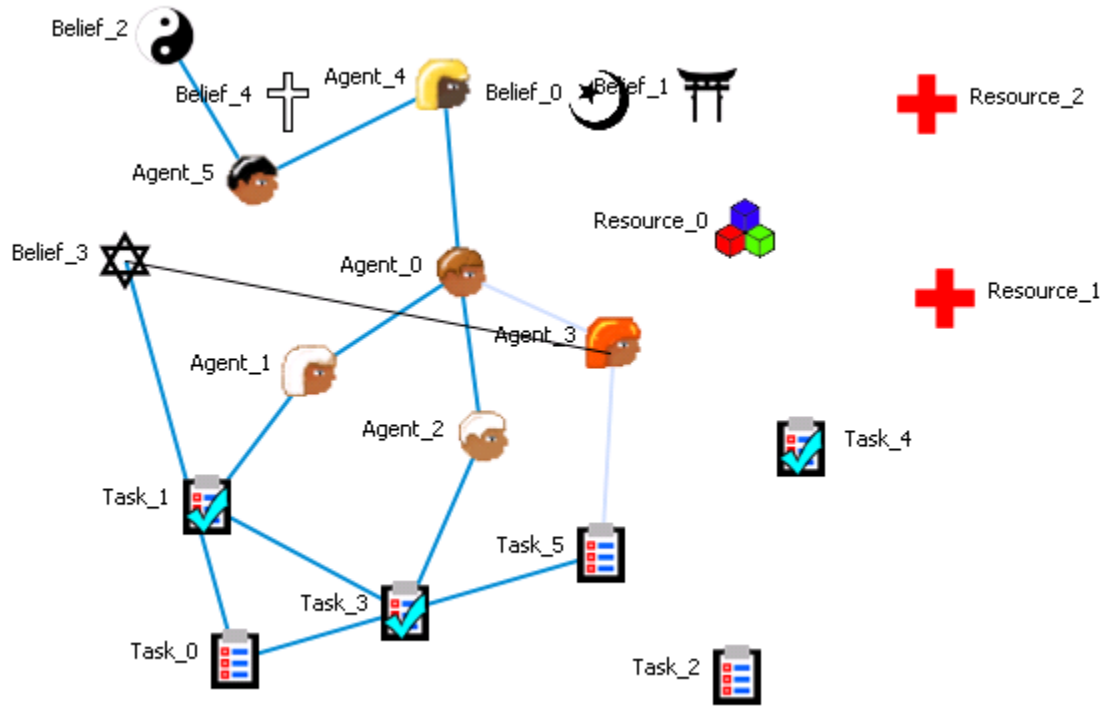 Belief_2
Belief_4
Agent_4
Belief_0
Belief_1
Resource_2
Agent_5
Resource_0
Belief_3
Agent_0
Resource_1
Agent_3
Agent_1
Agent_2
Task_4
Task_1
Task_5
Task_3
Task_0
Task_2